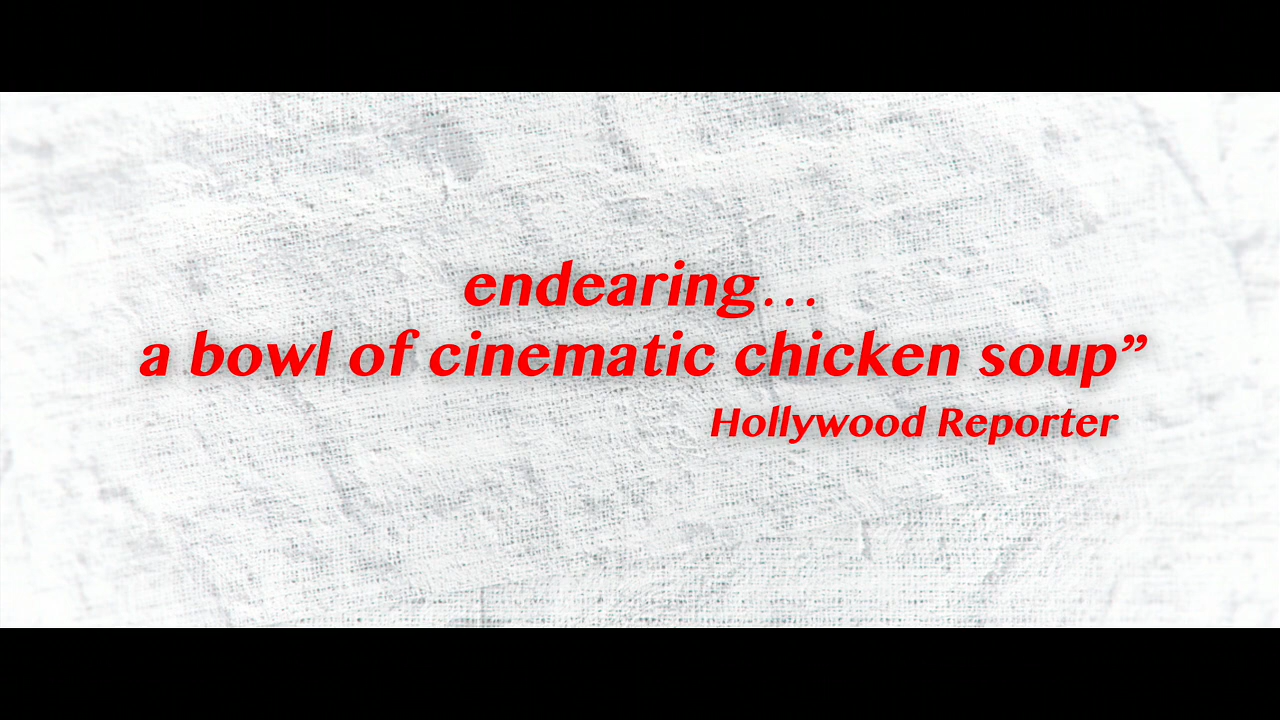 endearing...
a bowl of cinematic chicken soup”
Hollywood Reporter